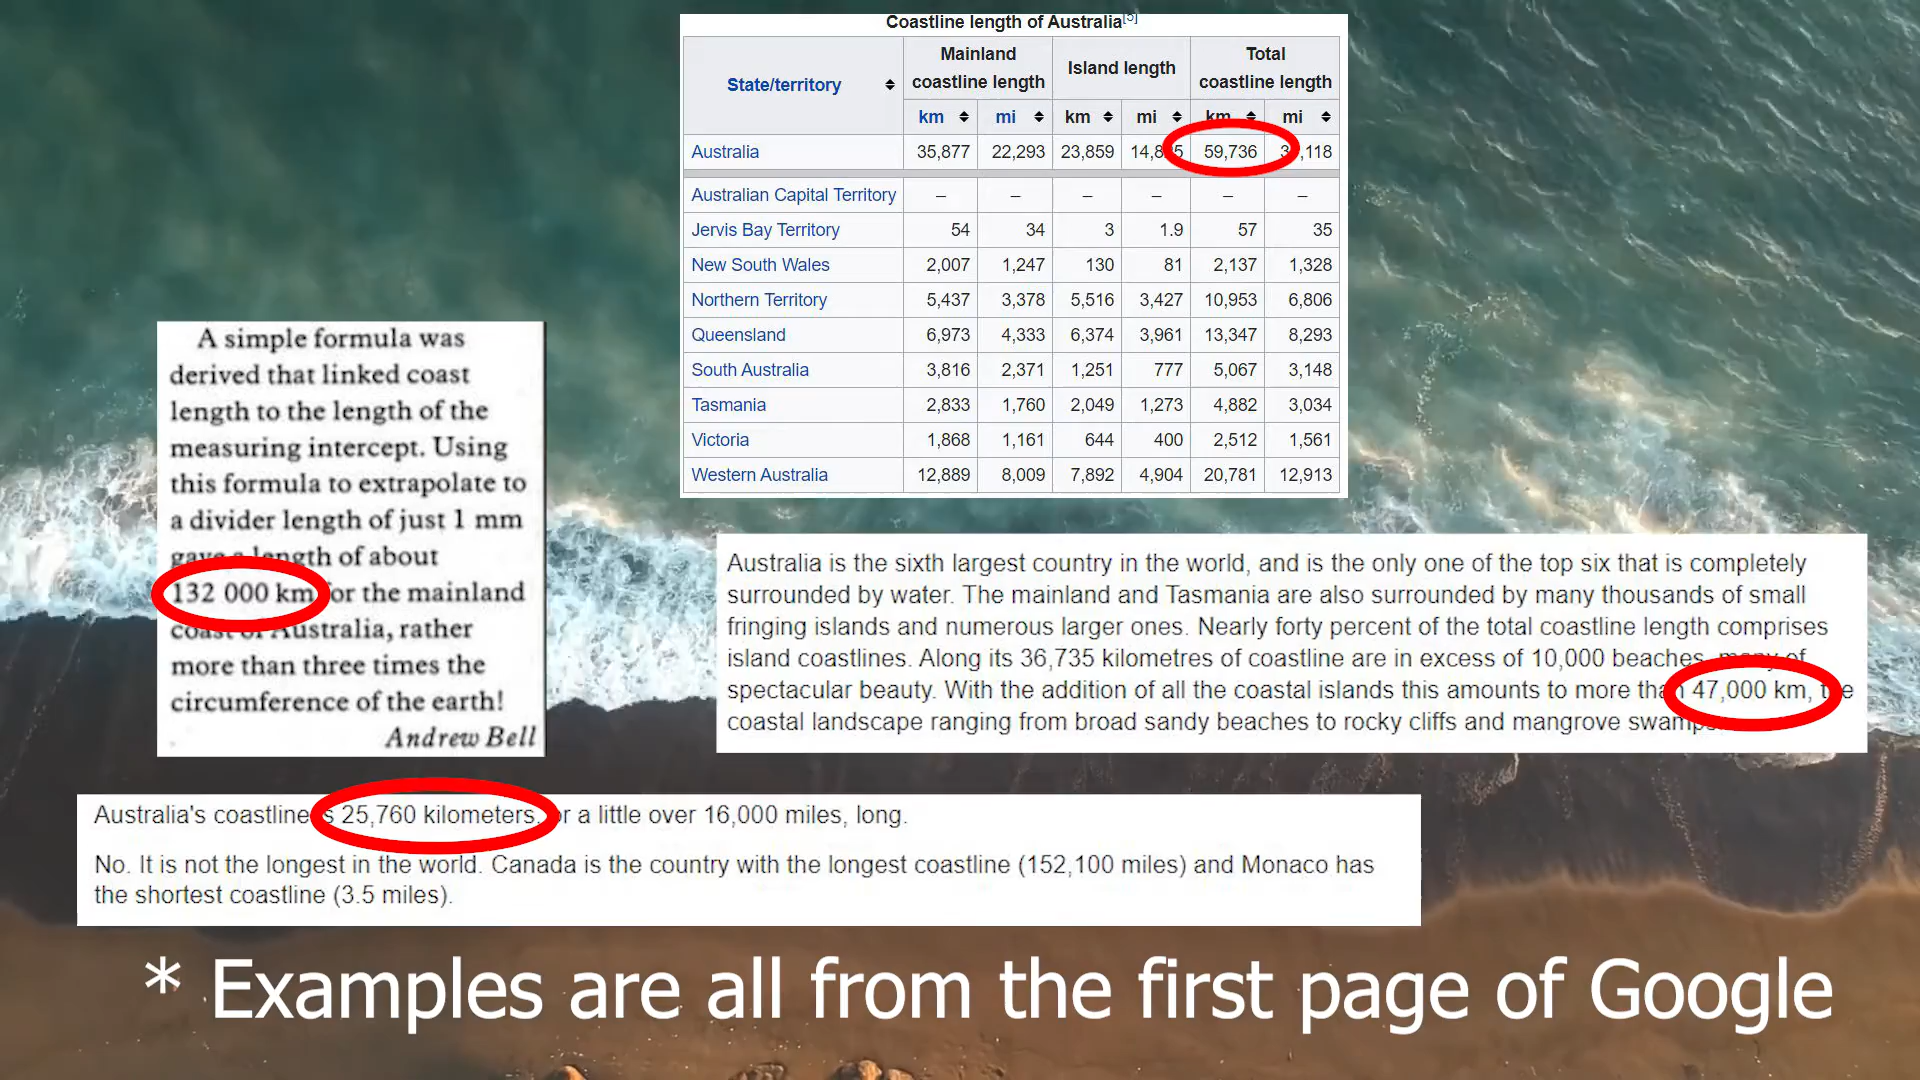 Coastline length of Australia[5]
State/territory Mainland coastline length Island length Total coastline length
km mi km mi km mi
Australia 35,877 22,293 23,859 59,736
Australian Capital Territory – – – – – –
Jervis Bay Territory 54 34 3 1.9 57 35
New South Wales 2,007 1,247 130 81 2,137 1,328
Northern Territory 5,437 3,378 5,516 3,427 10,953 6,806
Queensland 6,973 4,333 6,374 3,961 13,347 8,293
South Australia 3,816 2,371 1,251 777 5,067 3,148
Tasmania 2,833 1,760 2,049 1,273 4,882 3,034
Victoria 1,868 1,161 644 400 2,512 1,561
Western Australia 12,889 8,009 7,892 4,904 20,781 12,913
A simple formula was
derived that linked coast
length to the length of the
measuring intercept. Using
this formula to extrapolate to
a divider length of just 1 mm
gave a length of about
132 000 km for the mainland
coast of Australia, rather
more than three times the
circumference of the earth!
Andrew Bell
Australia is the sixth largest country in the world, and is the only one of the top six that is completely
surrounded by water. The mainland and Tasmania are also surrounded by many thousands of small
fringing islands and numerous larger ones. Nearly forty percent of the total coastline length comprises
island coastlines. Along its 36,735 kilometres of coastline are in excess of 10,000 beaches, many of
spectacular beauty. With the addition of all the coastal islands this amounts to more than 47,000 km, the
coastal landscape ranging from broad sandy beaches to rocky cliffs and mangrove swamps
Australia's coastline is 25,760 kilometers, or a little over 16,000 miles, long.
No. It is not the longest in the world. Canada is the country with the longest coastline (152,100 miles) and Monaco has
the shortest coastline (3.5 miles).
* Examples are all from the first page of Google